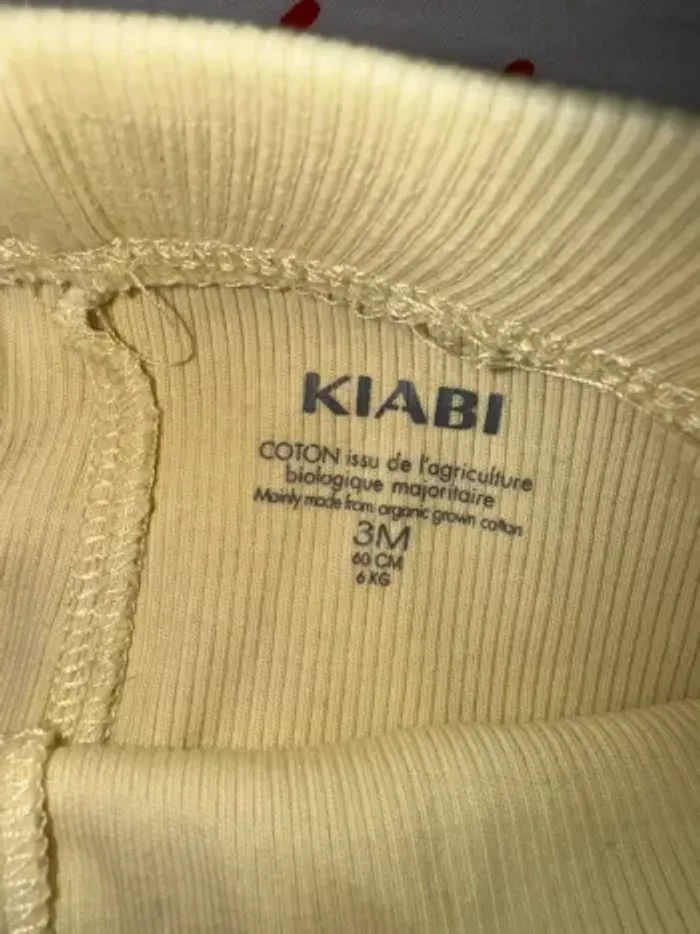 KIABI
COTON issu de l'agriculture
biologique majoritaire
Mainly made from organic grown cotton
3M
60 CM
6 KG